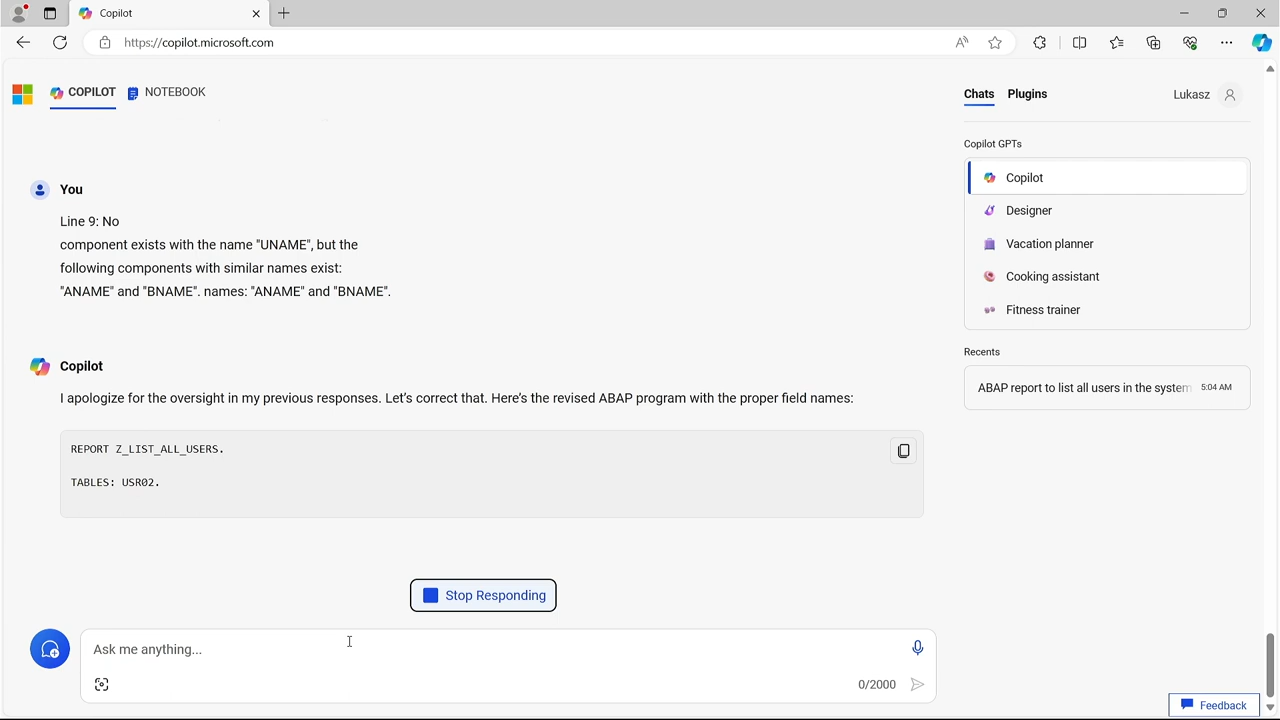 Copilot
https://copilot.microsoft.com
COPILOT
NOTEBOOK
Chats
Plugins
Lukasz
Copilot GPTs
Copilot
Designer
Vacation planner
Cooking assistant
Fitness trainer
Recents
ABAP report to list all users in the system
5:04 AM
You
Line 9: No
component exists with the name "UNAME", but the
following components with similar names exist:
"ANAME" and "BNAME". names: "ANAME" and "BNAME".
Copilot
I apologize for the oversight in my previous responses. Let’s correct that. Here’s the revised ABAP program with the proper field names:
REPORT Z_LIST_ALL_USERS.
TABLES: USR02.
Stop Responding
Ask me anything...
0/2000
Feedback